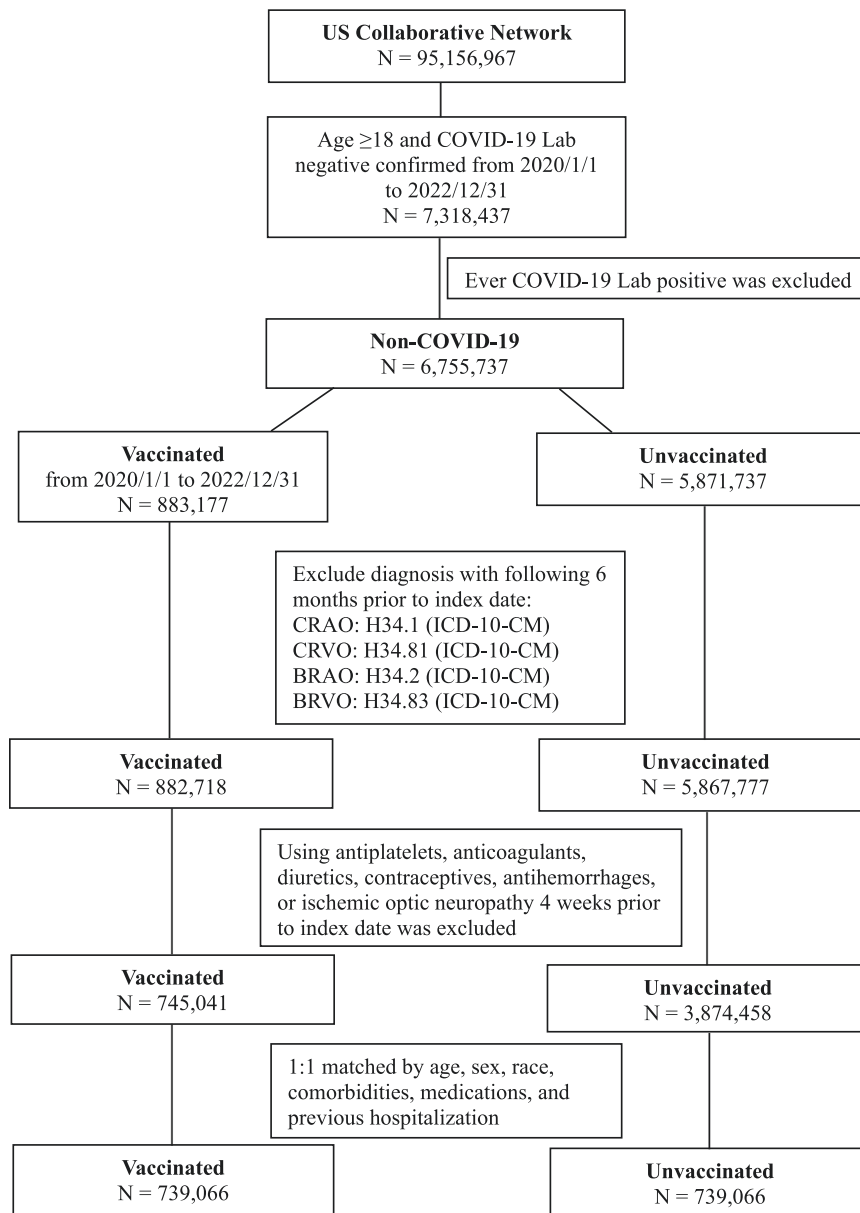 US Collaborative Network
N = 95,156,967
Age ≥18 and COVID-19 Lab
negative confirmed from 2020/1/1
to 2022/12/31
N = 7,318,437
Ever COVID-19 Lab positive was excluded
Non-COVID-19
N = 6,755,737
Vaccinated
from 2020/1/1 to 2022/12/31
N = 883,177
Unvaccinated
N = 5,871,737
Exclude diagnosis with following 6
months prior to index date:
CRAO: H34.1 (ICD-10-CM)
CRVO: H34.81 (ICD-10-CM)
BRAO: H34.2 (ICD-10-CM)
BRVO: H34.83 (ICD-10-CM)
Vaccinated
N = 882,718
Unvaccinated
N = 5,867,777
Using antiplatelets, anticoagulants,
diuretics, contraceptives, antihemorrhages,
or ischemic optic neuropathy 4 weeks prior
to index date was excluded
Vaccinated
N = 745,041
Unvaccinated
N = 3,874,458
1:1 matched by age, sex, race,
comorbidities, medications, and
previous hospitalization
Vaccinated
N = 739,066
Unvaccinated
N = 739,066